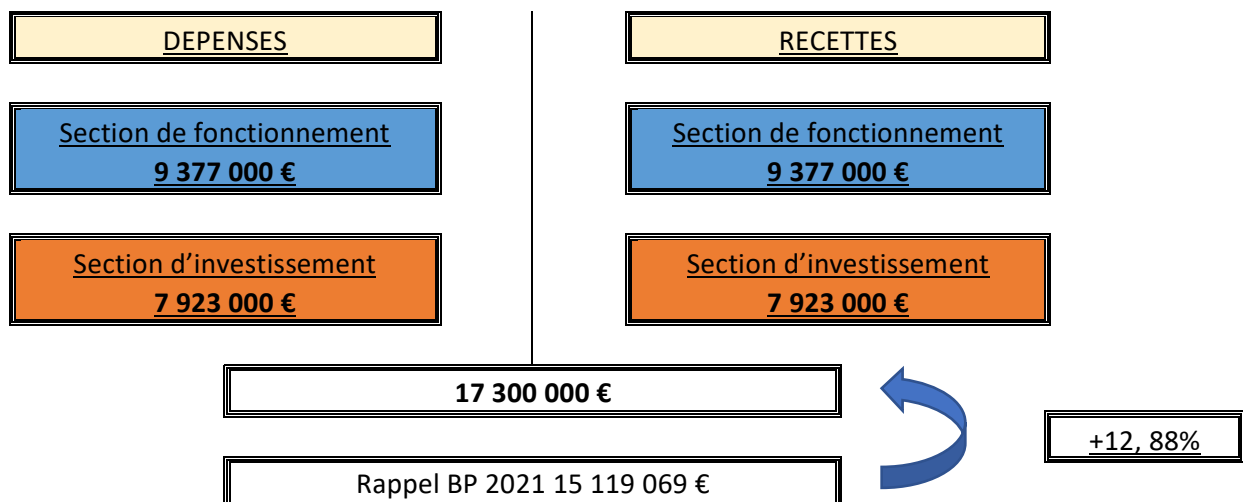 DEPENSES
RECETTES
Section de fonctionnement
9 377 000 €
Section de fonctionnement
9 377 000 €
Section d’investissement
7 923 000 €
Section d’investissement
7 923 000 €
17 300 000 €
+12, 88%
Rappel BP 2021 15 119 069 €